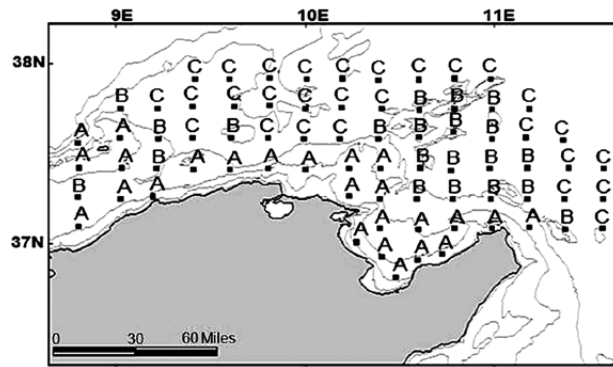 9E 10E 11E
38N
C C C C C C C C C
B C C C C C C C B B B C
A A B C B C C C B B B B C C
A A B A A A A A A B B B B C C
B A A A A B B B B C C
A A A A A A B C
37N
A A A A
A
0 30 60 Miles